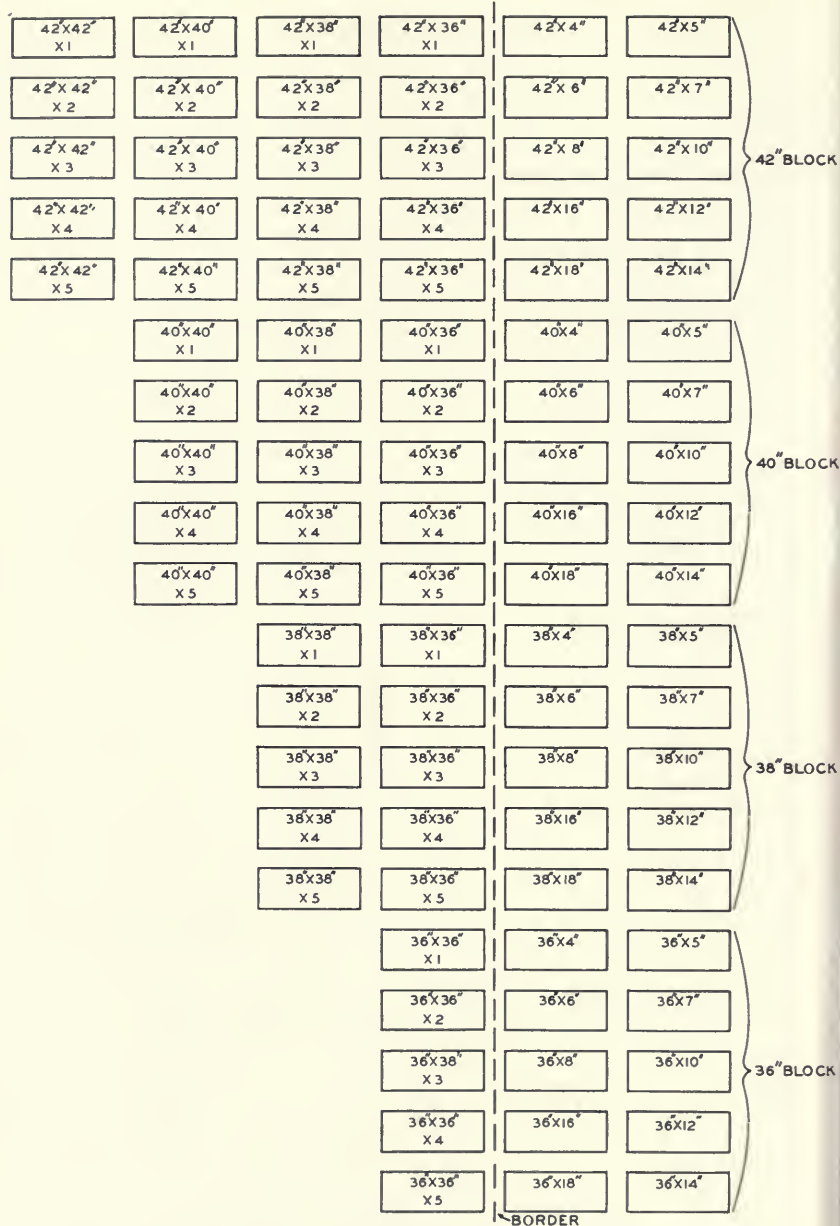 42"X42" 42"X40" 42"X38" 42"X36" 42"X4" 42"X5"
X1 X1 X1 X1
42"X42" 42"X40" 42"X38" 42"X36" 42"X6" 42"X7"
X2 X2 X2 X2
42"X42" 42"X40" 42"X38" 42"X36" 42"X8" 42"X10" 42"BLOCK
X3 X3 X3 X3
42"X42" 42"X40" 42"X38" 42"X36" 42"X16" 42"X12"
X4 X4 X4 X4
42"X42" 42"X40" 42"X38" 42"X36" 42"X18" 42"X14"
X5 X5 X5 X5
40"X40" 40"X38" 40"X36" 40"X4" 40"X5"
X1 X1 X1
40"X40" 40"X38" 40"X36" 40"X6" 40"X7"
X2 X2 X2
40"X40" 40"X38" 40"X36" 40"X8" 40"X10" 40"BLOCK
X3 X3 X3
40"X40" 40"X38" 40"X36" 40"X16" 40"X12"
X4 X4 X4
40"X40" 40"X38" 40"X36" 40"X18" 40"X14"
X5 X5 X5
38"X38" 38"X36" 38"X4" 38"X5"
X1 X1
38"X38" 38"X36" 38"X6" 38"X7"
X2 X2
38"X38" 38"X36" 38"X8" 38"X10" 38"BLOCK
X3 X3
38"X38" 38"X36" 38"X16" 38"X12"
X4 X4
38"X38" 38"X36" 38"X18" 38"X14"
X5 X5
36"X36" 36"X4" 36"X5"
X1
36"X36" 36"X6" 36"X7"
X2
36"X38" 36"X8" 36"X10" 36"BLOCK
X3
36"X36" 36"X16" 36"X12"
X4
36"X36" 36"X18" 36"X14"
X5
BORDER